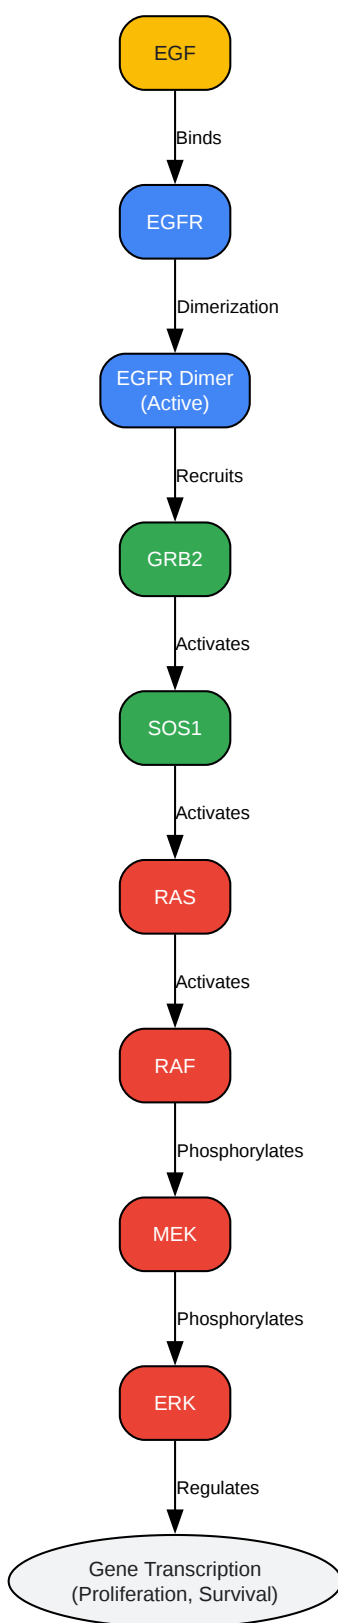 EGF
Binds
EGFR
Dimerization
EGFR Dimer
(Active)
Recruits
GRB2
Activates
SOS1
Activates
RAS
Activates
RAF
Phosphorylates
MEK
Phosphorylates
ERK
Regulates
Gene Transcription
(Proliferation, Survival)